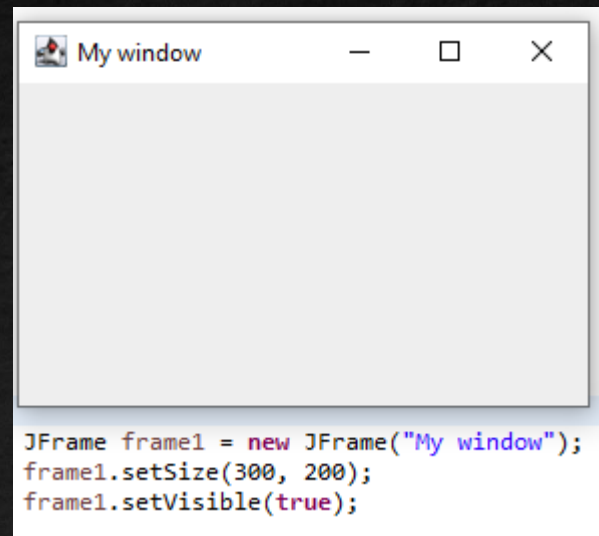 My window
JFrame frame1 = new JFrame("My window");
frame1.setSize(300, 200);
frame1.setVisible(true);